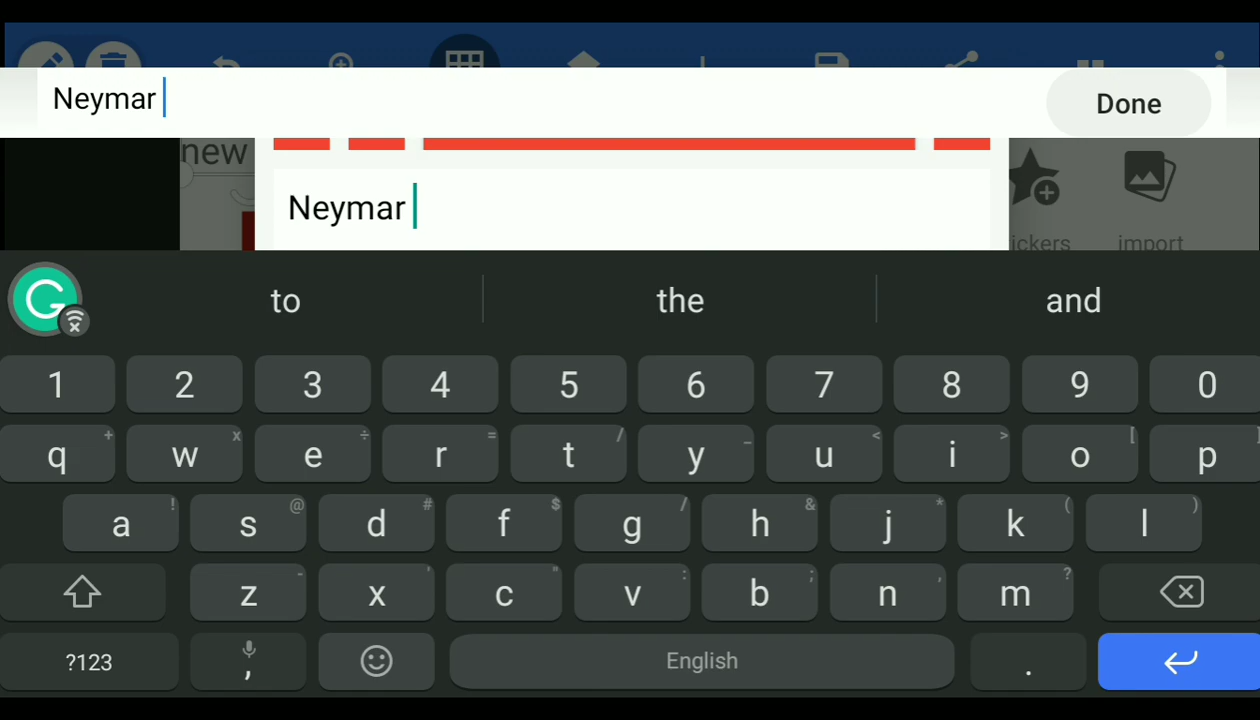 Neymar
Done
new
Neymar
ickers
import
to the and
1 2 3 4 5 6 7 8 9 0
+ x ÷ = / _ < > [ ]
q w e r t y u i o p
! @ # $ / & * ( )
a s d f g h j k l
- ' " : ; , ?
z x c v b n m
?123 , English .